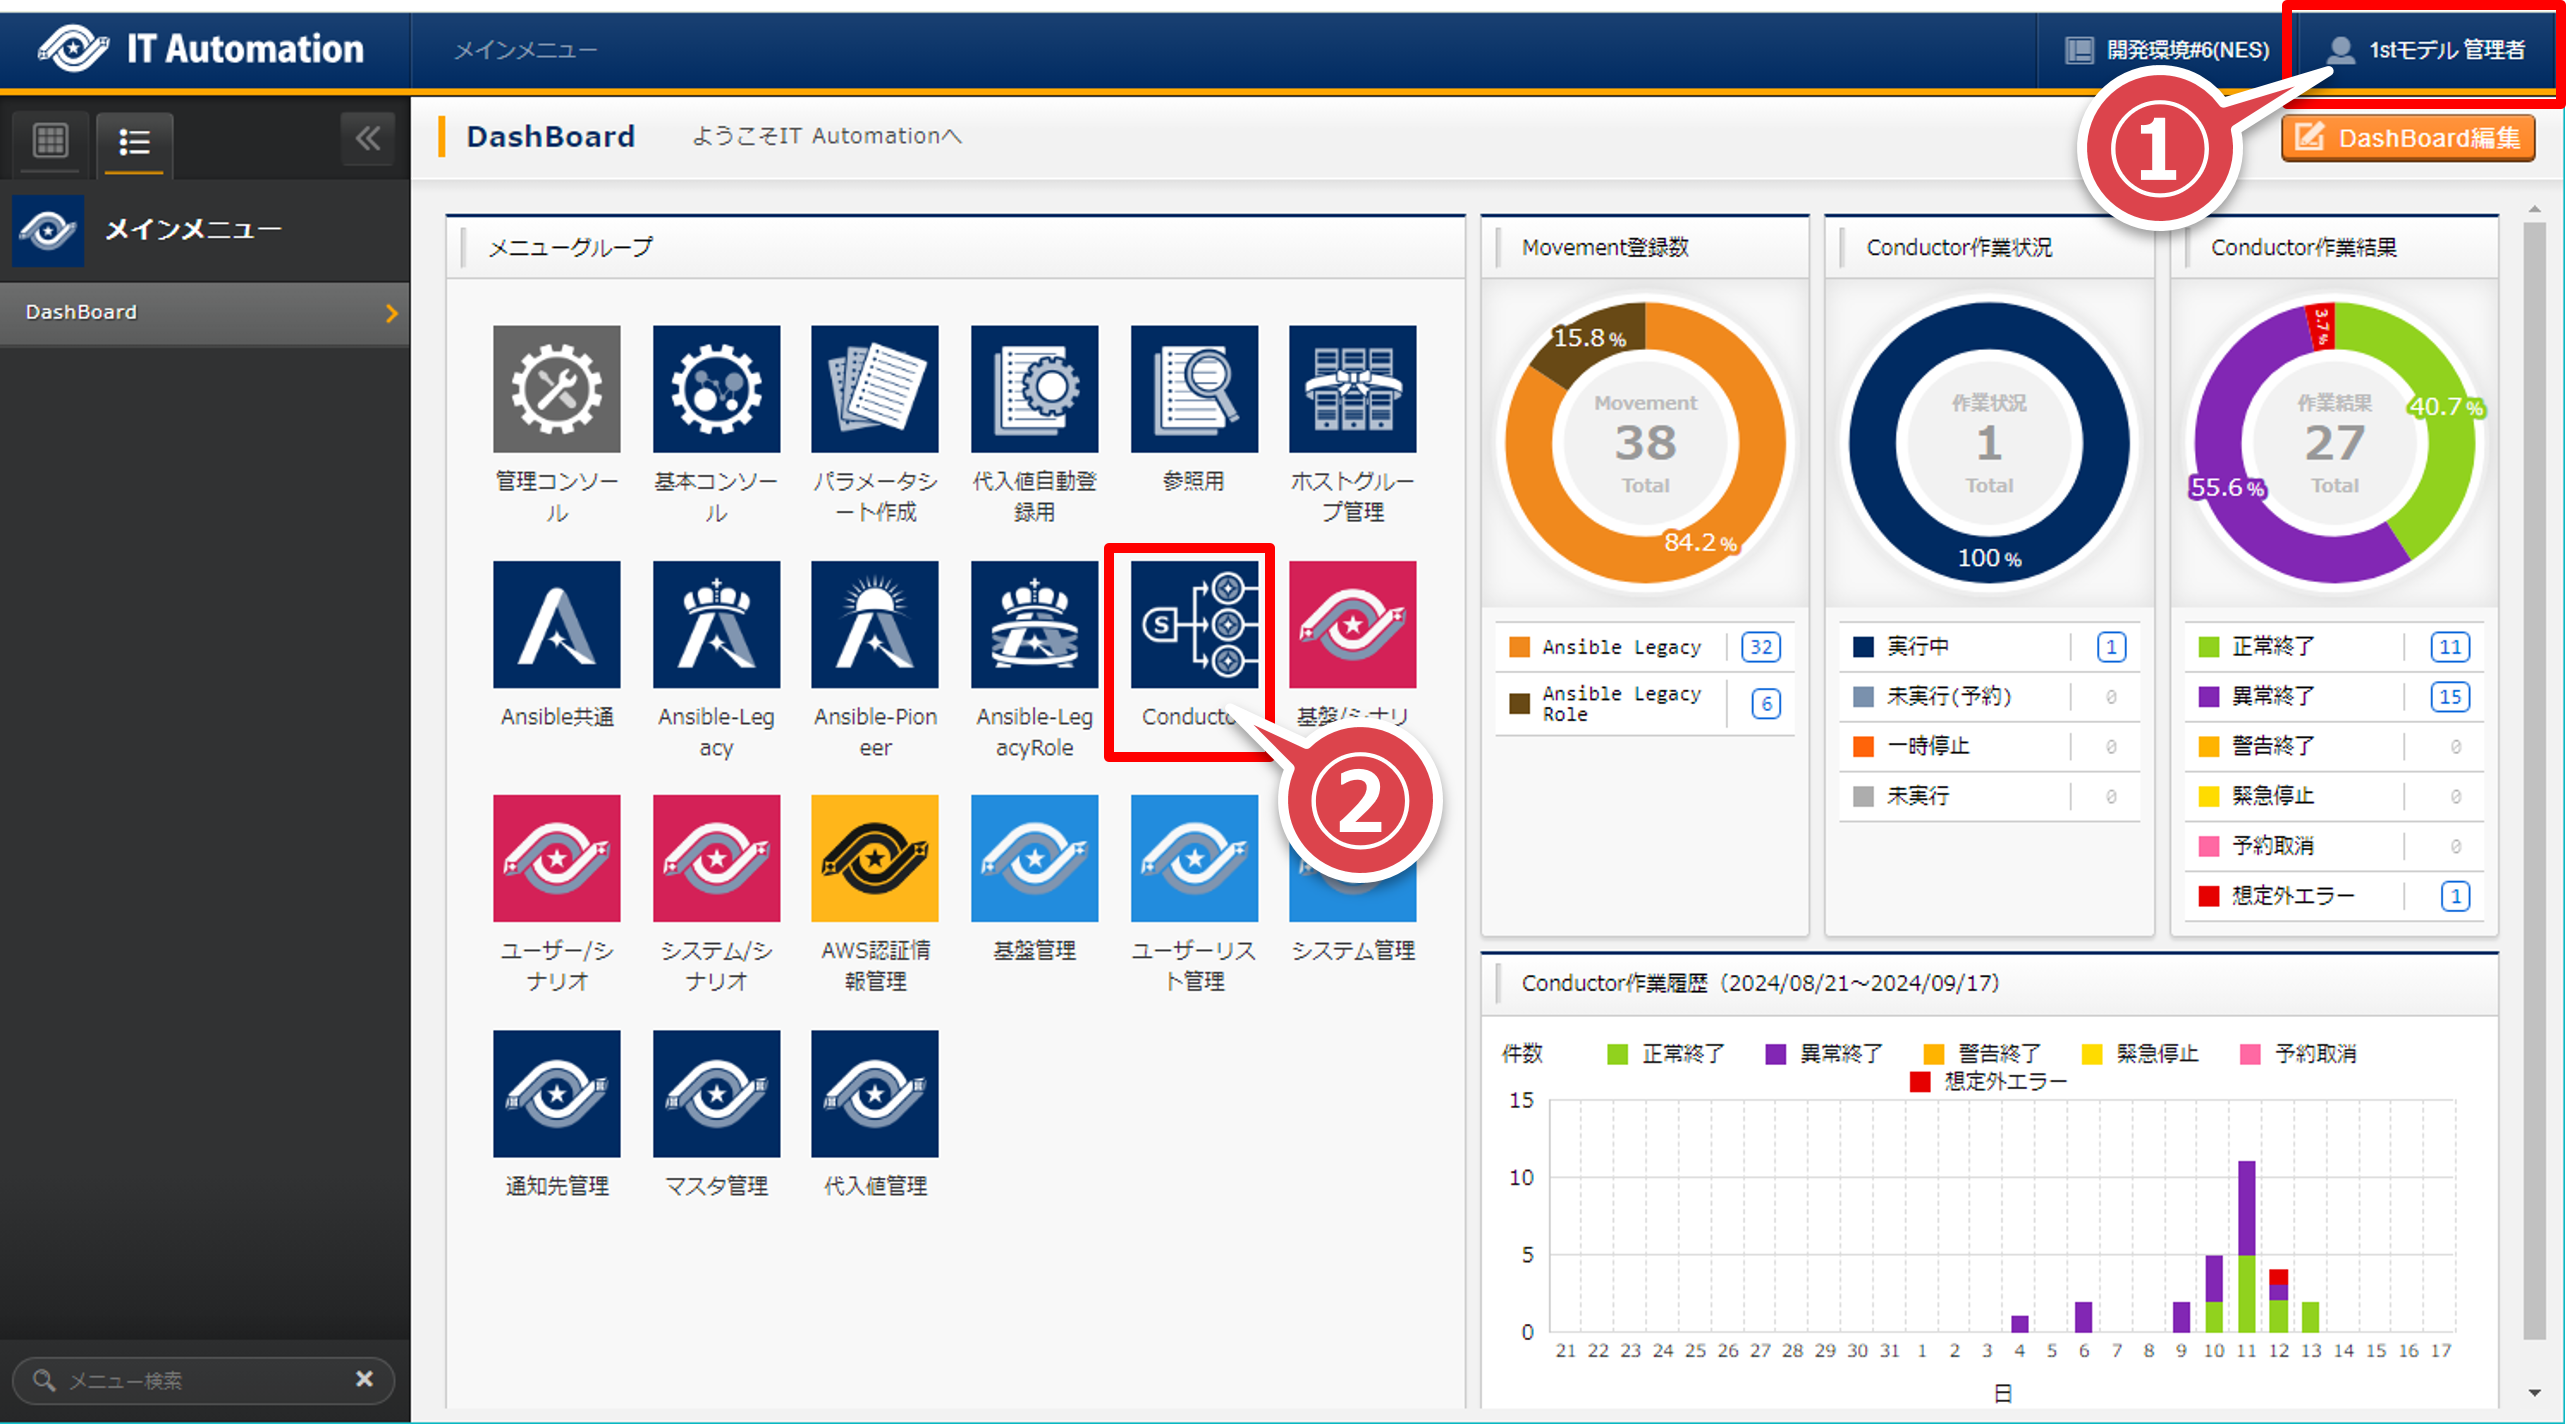 IT Automation
メインメニュー
開発環境#6(NES)
1stモデル 管理者
①
DashBoard
ようこそIT Automationへ
DashBoard編集
メインメニュー
DashBoard
メニュー検索
メニューグループ
管理コンソー
ル
基本コンソー
ル
パラメータシ
ート作成
代入値自動登
録用
参照用
ホストグルー
プ管理
Ansible共通
Ansible-Leg
acy
Ansible-Pion
eer
Ansible-Leg
acyRole
S
Conducto
基盤/シナリ
②
ユーザー/シ
ナリオ
システム/シ
ナリオ
AWS認証情
報管理
基盤管理
ユーザーリス
ト管理
システム管理
通知先管理
マスタ管理
代入値管理
Movement登録数
15.8 %
Movement
38
Total
84.2 %
Ansible Legacy 32
Ansible Legacy
Role 6
Conductor作業状況
作業状況
1
Total
100 %
実行中 1
未実行(予約) 0
一時停止 0
未実行 0
Conductor作業結果
3.7 %
40.7 %
作業結果
27
Total
55.6 %
正常終了 11
異常終了 15
警告終了 0
緊急停止 0
予約取消 0
想定外エラー 1
Conductor作業履歴（2024/08/21～2024/09/17）
件数 正常終了 異常終了 警告終了 緊急停止 予約取消
想定外エラー
15
10
5
0
21 22 23 24 25 26 27 28 29 30 31 1 2 3 4 5 6 7 8 9 10 11 12 13 14 15 16 17
日